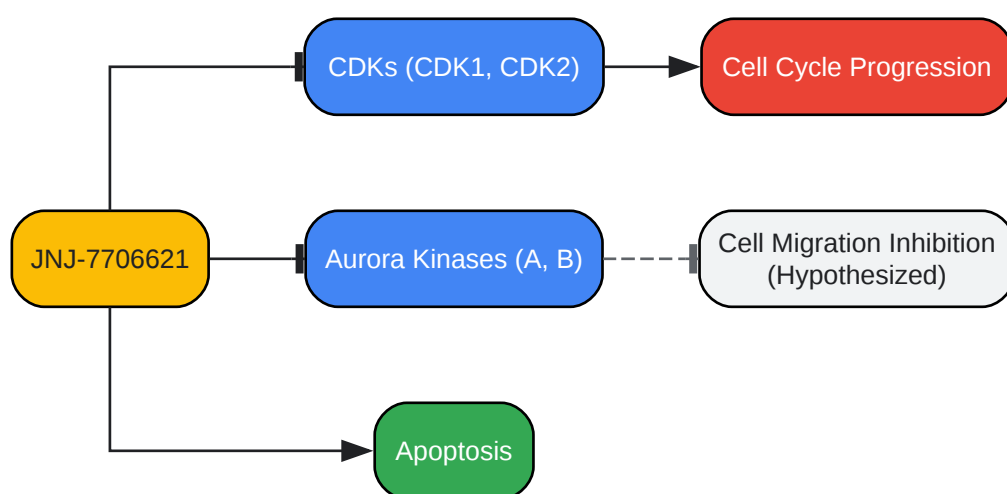 CDKs (CDK1, CDK2)
Cell Cycle Progression
JNJ-7706621
Aurora Kinases (A, B)
Cell Migration Inhibition
(Hypothesized)
Apoptosis